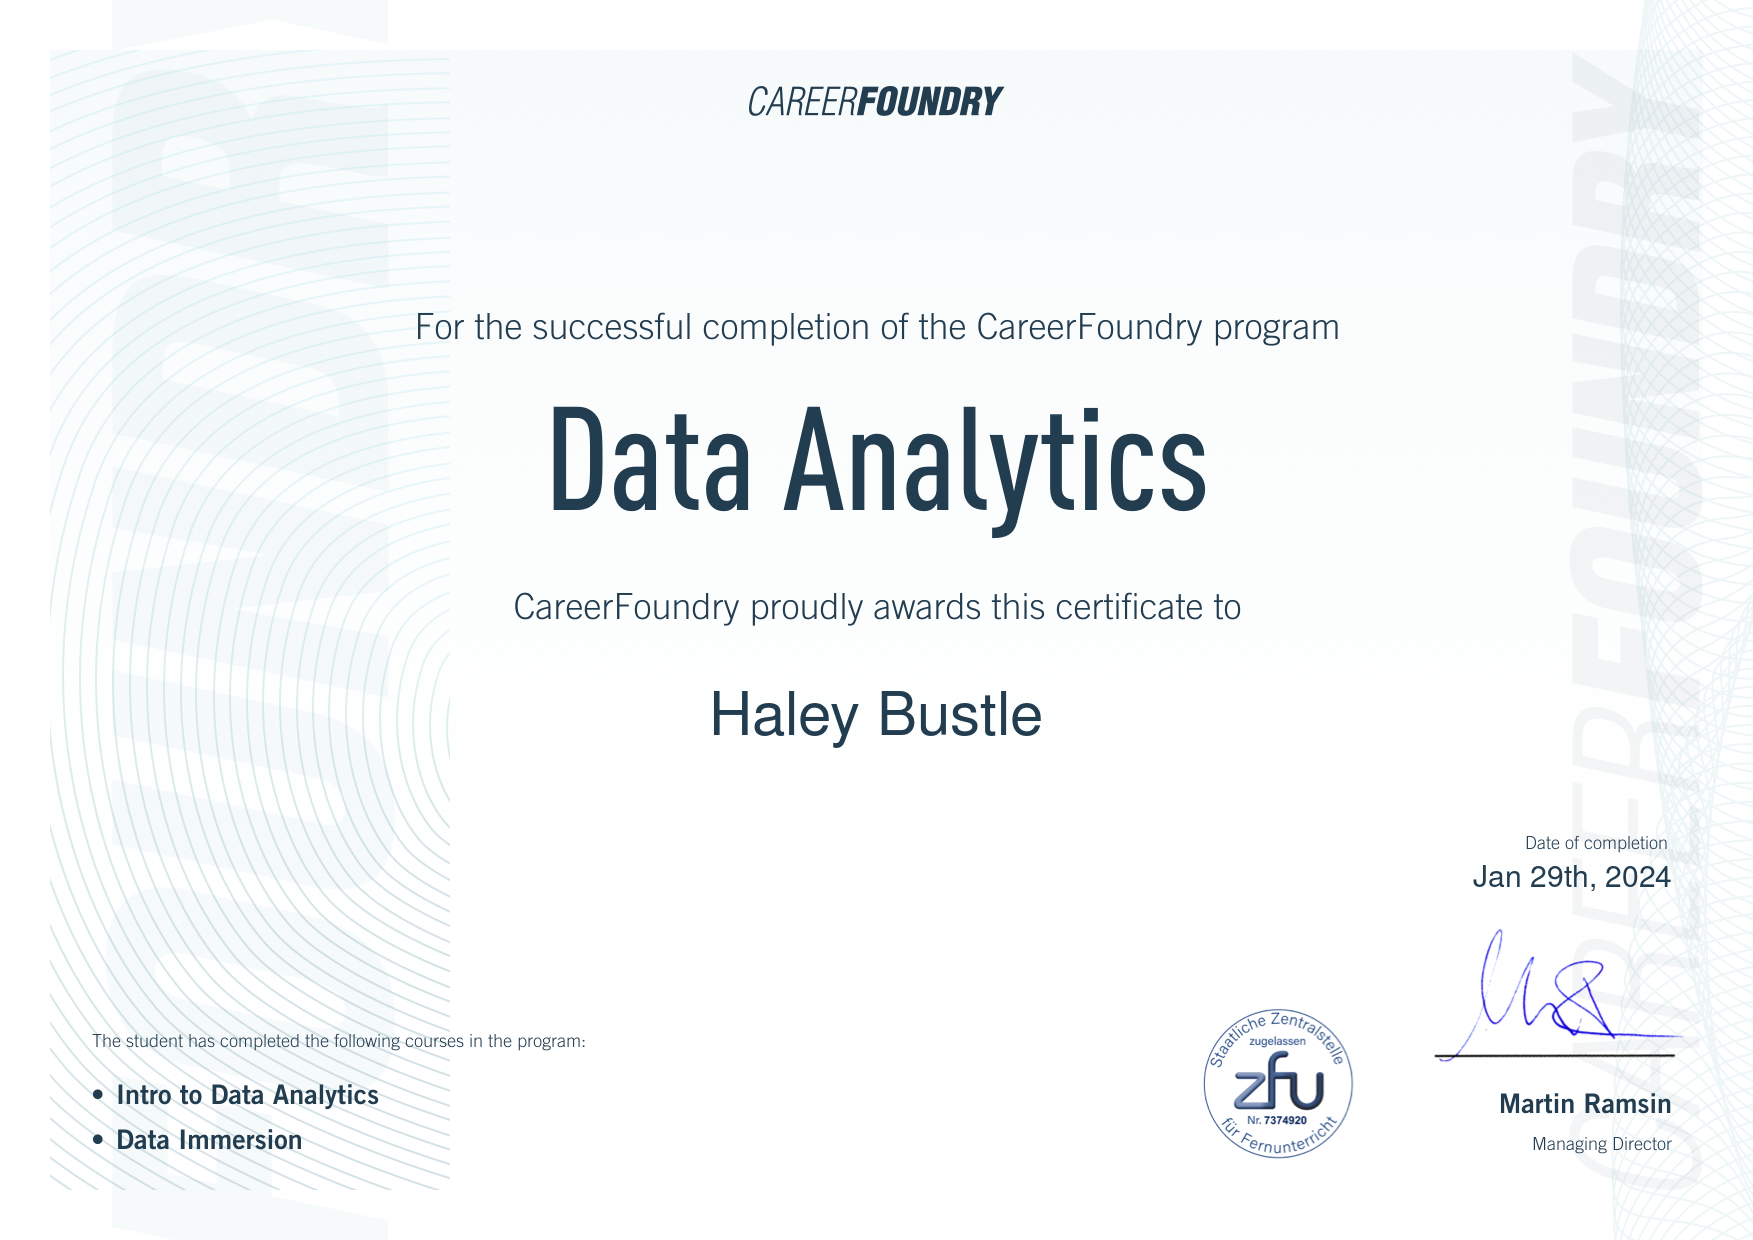 CAREERFOUNDRY
For the successful completion of the CareerFoundry program
Data Analytics
CareerFoundry proudly awards this certificate to
Haley Bustle
Date of completion
Jan 29th, 2024
The student has completed the following courses in the program:
• Intro to Data Analytics
• Data Immersion
Staatliche Zentralstelle
zugelassen
zfu
Nr. 7374920
für Fernunterricht
Martin Ramsin
Managing Director
CAREERFOUNDRY